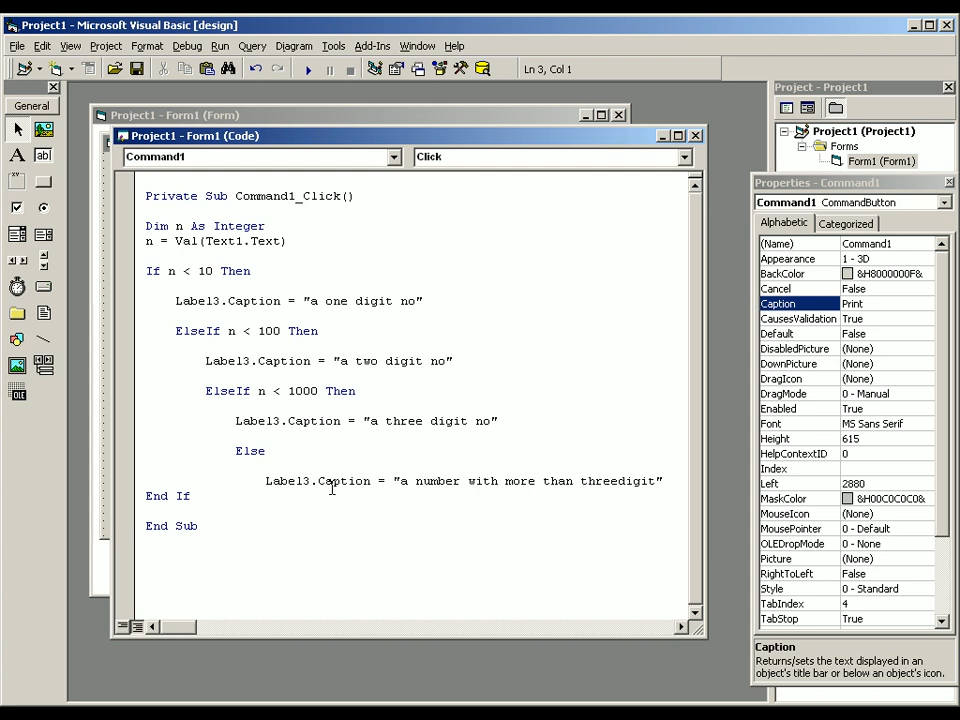 Project1 - Microsoft Visual Basic [design]
File Edit View Project Format Debug Run Query Diagram Tools Add-Ins Window Help
Ln 3, Col 1
General
A
ab|
xy
OLE
Project1 - Form1 (Form)
Project1 - Form1 (Code)
Command1
Click
Private Sub Command1_Click()
Dim n As Integer
n = Val(Text1.Text)
If n < 10 Then
Label3.Caption = "a one digit no"
ElseIf n < 100 Then
Label3.Caption = "a two digit no"
ElseIf n < 1000 Then
Label3.Caption = "a three digit no"
Else
Label3.Caption = "a number with more than threedigit"
End If
End Sub
Project - Project1
Project1 (Project1)
Forms
Form1 (Form1)
Properties - Command1
Command1 CommandButton
Alphabetic Categorized
(Name) Command1
Appearance 1 - 3D
BackColor &H8000000F&
Cancel False
Caption Print
CausesValidation True
Default False
DisabledPicture (None)
DownPicture (None)
DragIcon (None)
DragMode 0 - Manual
Enabled True
Font MS Sans Serif
Height 615
HelpContextID 0
Index
Left 2880
MaskColor &H00C0C0C0&
MouseIcon (None)
MousePointer 0 - Default
OLEDropMode 0 - None
Picture (None)
RightToLeft False
Style 0 - Standard
TabIndex 4
TabStop True
Caption
Returns/sets the text displayed in an
object's title bar or below an object's icon.